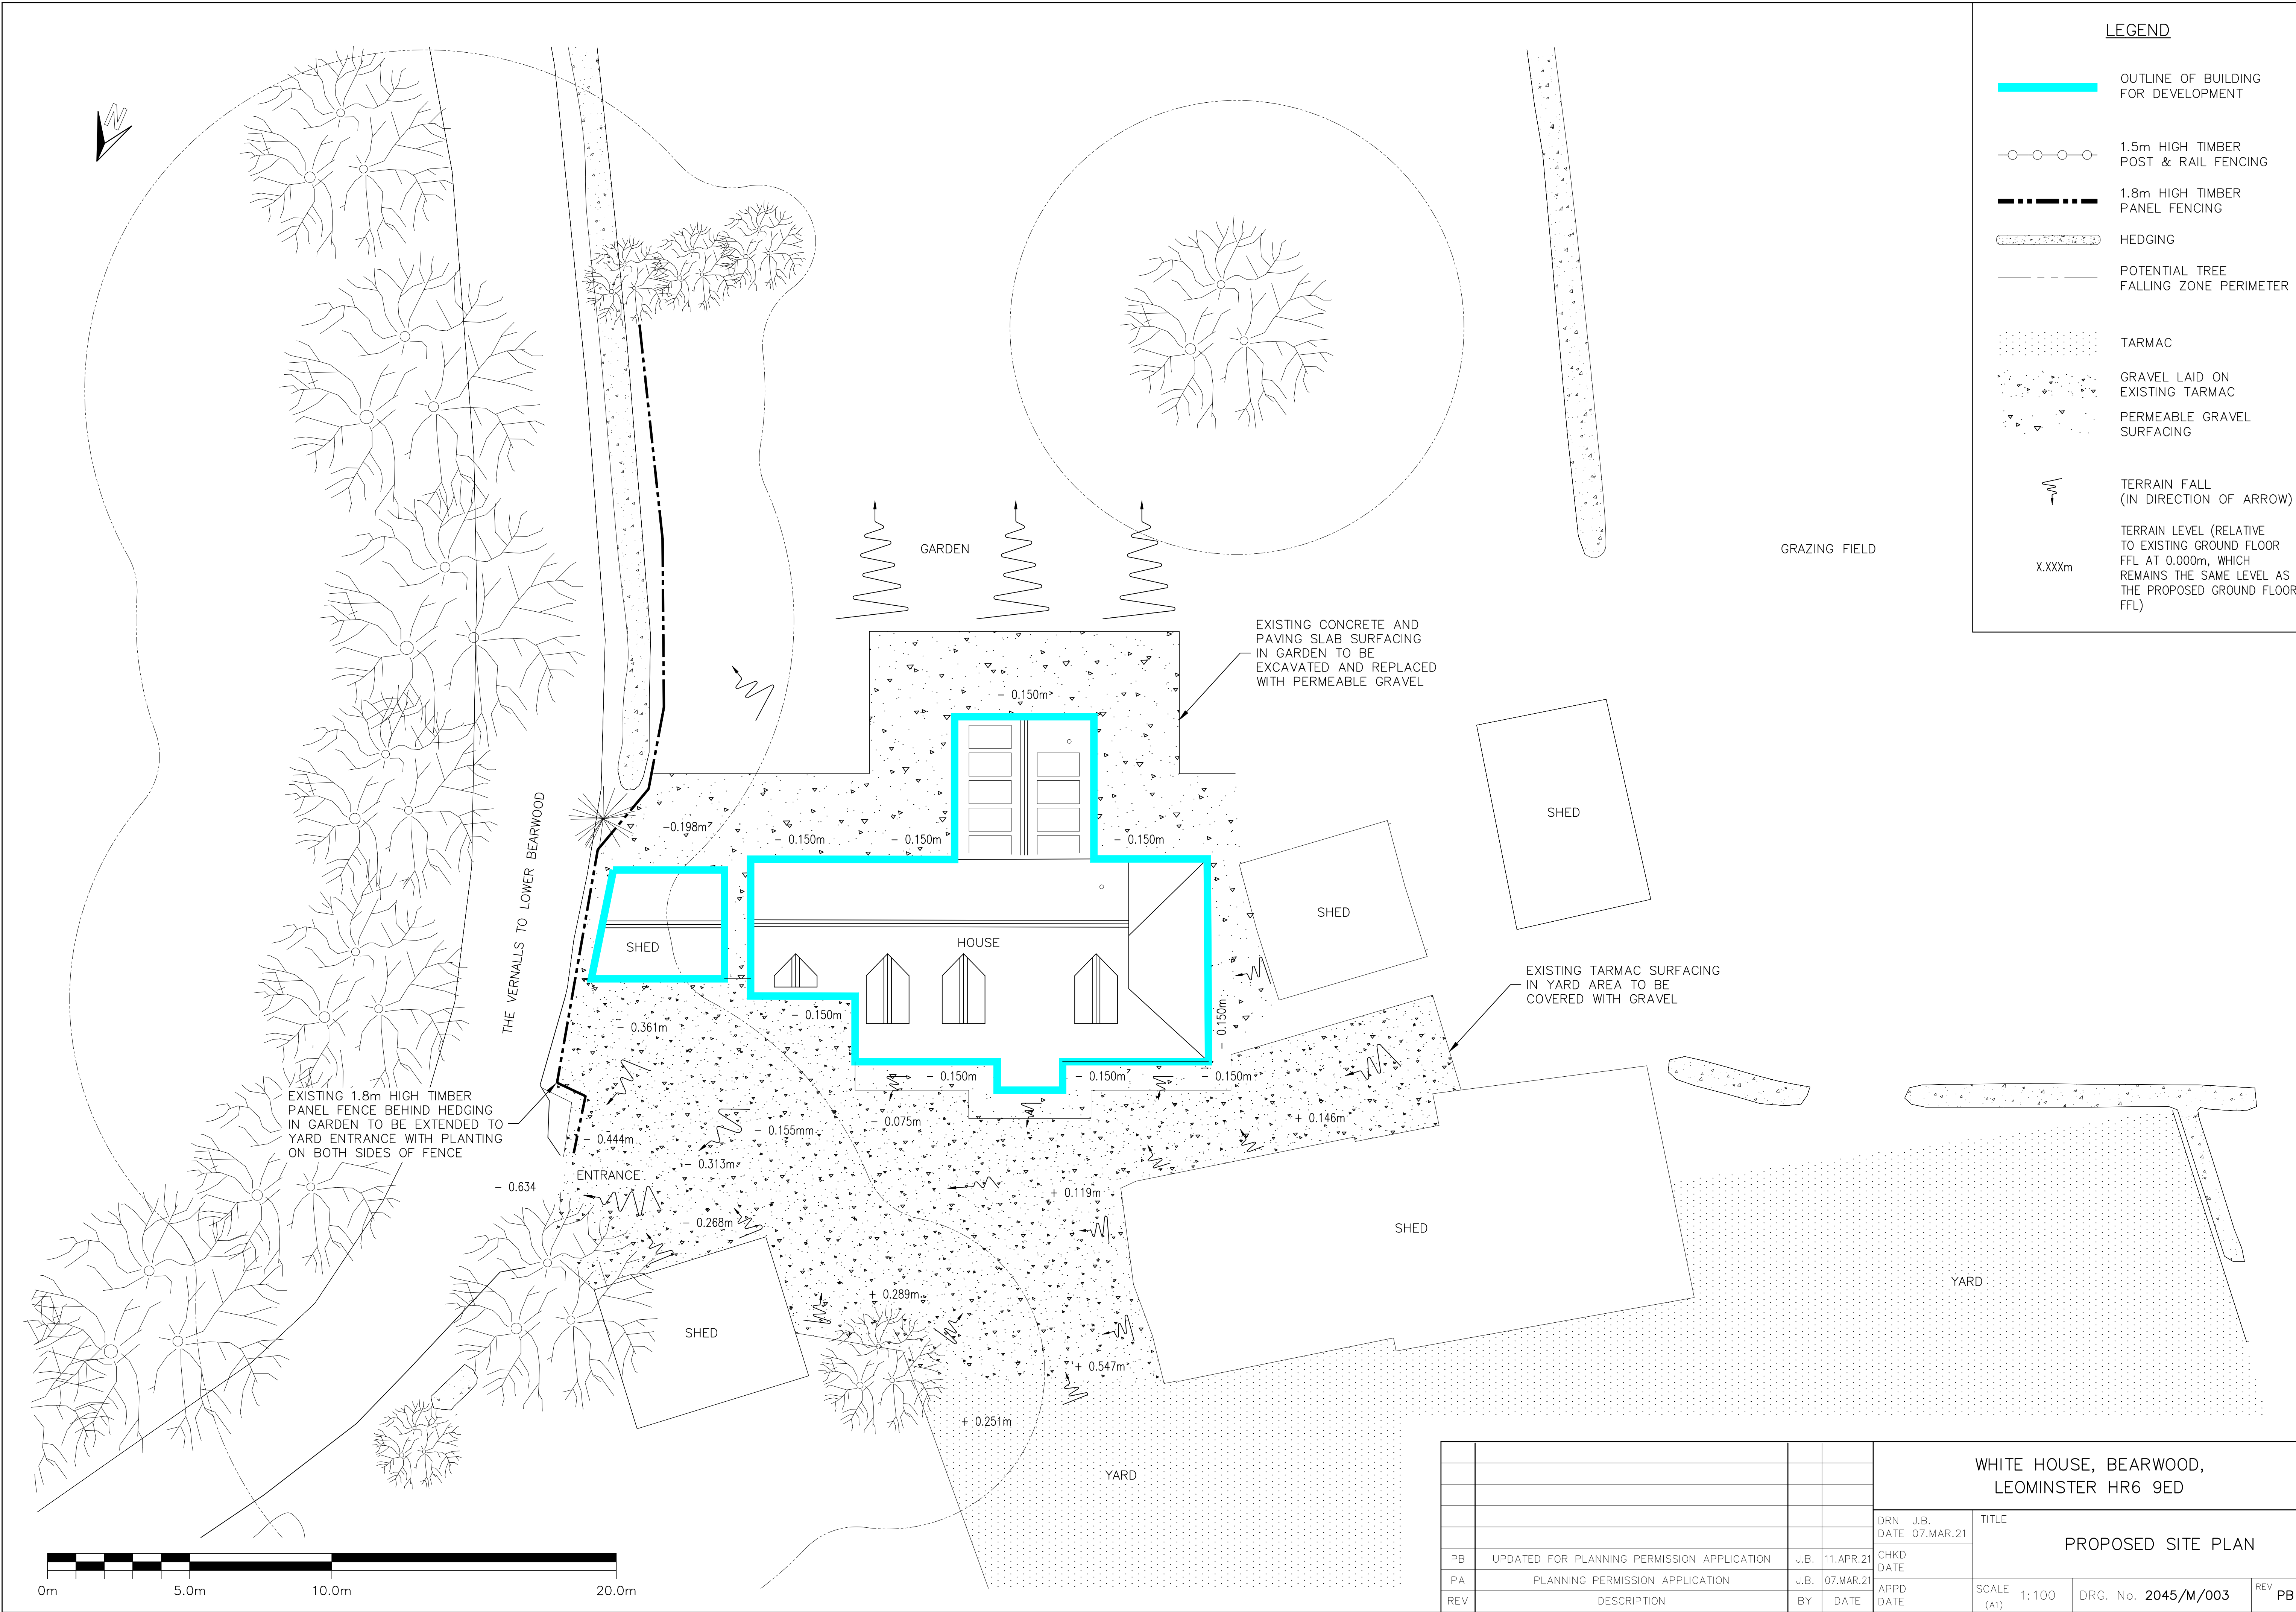 LEGEND
OUTLINE OF BUILDING
FOR DEVELOPMENT
1.5m HIGH TIMBER
POST & RAIL FENCING
1.8m HIGH TIMBER
PANEL FENCING
HEDGING
POTENTIAL TREE
FALLING ZONE PERIMETER
TARMAC
GRAVEL LAID ON
EXISTING TARMAC
PERMEABLE GRAVEL
SURFACING
TERRAIN FALL
(IN DIRECTION OF ARROW)
X.XXXm
TERRAIN LEVEL (RELATIVE
TO EXISTING GROUND FLOOR
FFL AT 0.000m, WHICH
REMAINS THE SAME LEVEL AS
THE PROPOSED GROUND FLOOR
FFL)
N
GARDEN
GRAZING FIELD
EXISTING CONCRETE AND
PAVING SLAB SURFACING
IN GARDEN TO BE
EXCAVATED AND REPLACED
WITH PERMEABLE GRAVEL
- 0.150m
SHED
THE VERNALLS TO LOWER BEARWOOD
-0.198m
- 0.150m
- 0.150m
- 0.150m
SHED
SHED
HOUSE
EXISTING TARMAC SURFACING
IN YARD AREA TO BE
COVERED WITH GRAVEL
- 0.361m
- 0.150m
- 0.150m
- 0.150m
- 0.150m
- 0.150m
EXISTING 1.8m HIGH TIMBER
PANEL FENCE BEHIND HEDGING
IN GARDEN TO BE EXTENDED TO
YARD ENTRANCE WITH PLANTING
ON BOTH SIDES OF FENCE
- 0.444m
- 0.155mm
- 0.075m
+ 0.146m
- 0.313m
ENTRANCE
- 0.634
+ 0.119m
- 0.268m
SHED
YARD
+ 0.289m
SHED
+ 0.547m
+ 0.251m
YARD
0m
5.0m
10.0m
20.0m
PB UPDATED FOR PLANNING PERMISSION APPLICATION J.B. 11.APR.21
PA PLANNING PERMISSION APPLICATION J.B. 07.MAR.21
REV DESCRIPTION BY DATE
WHITE HOUSE, BEARWOOD,
LEOMINSTER HR6 9ED
DRN J.B.
DATE 07.MAR.21
CHKD
DATE
APPD
DATE
TITLE
PROPOSED SITE PLAN
SCALE 1:100
(A1)
DRG. No. 2045/M/003
REV PB